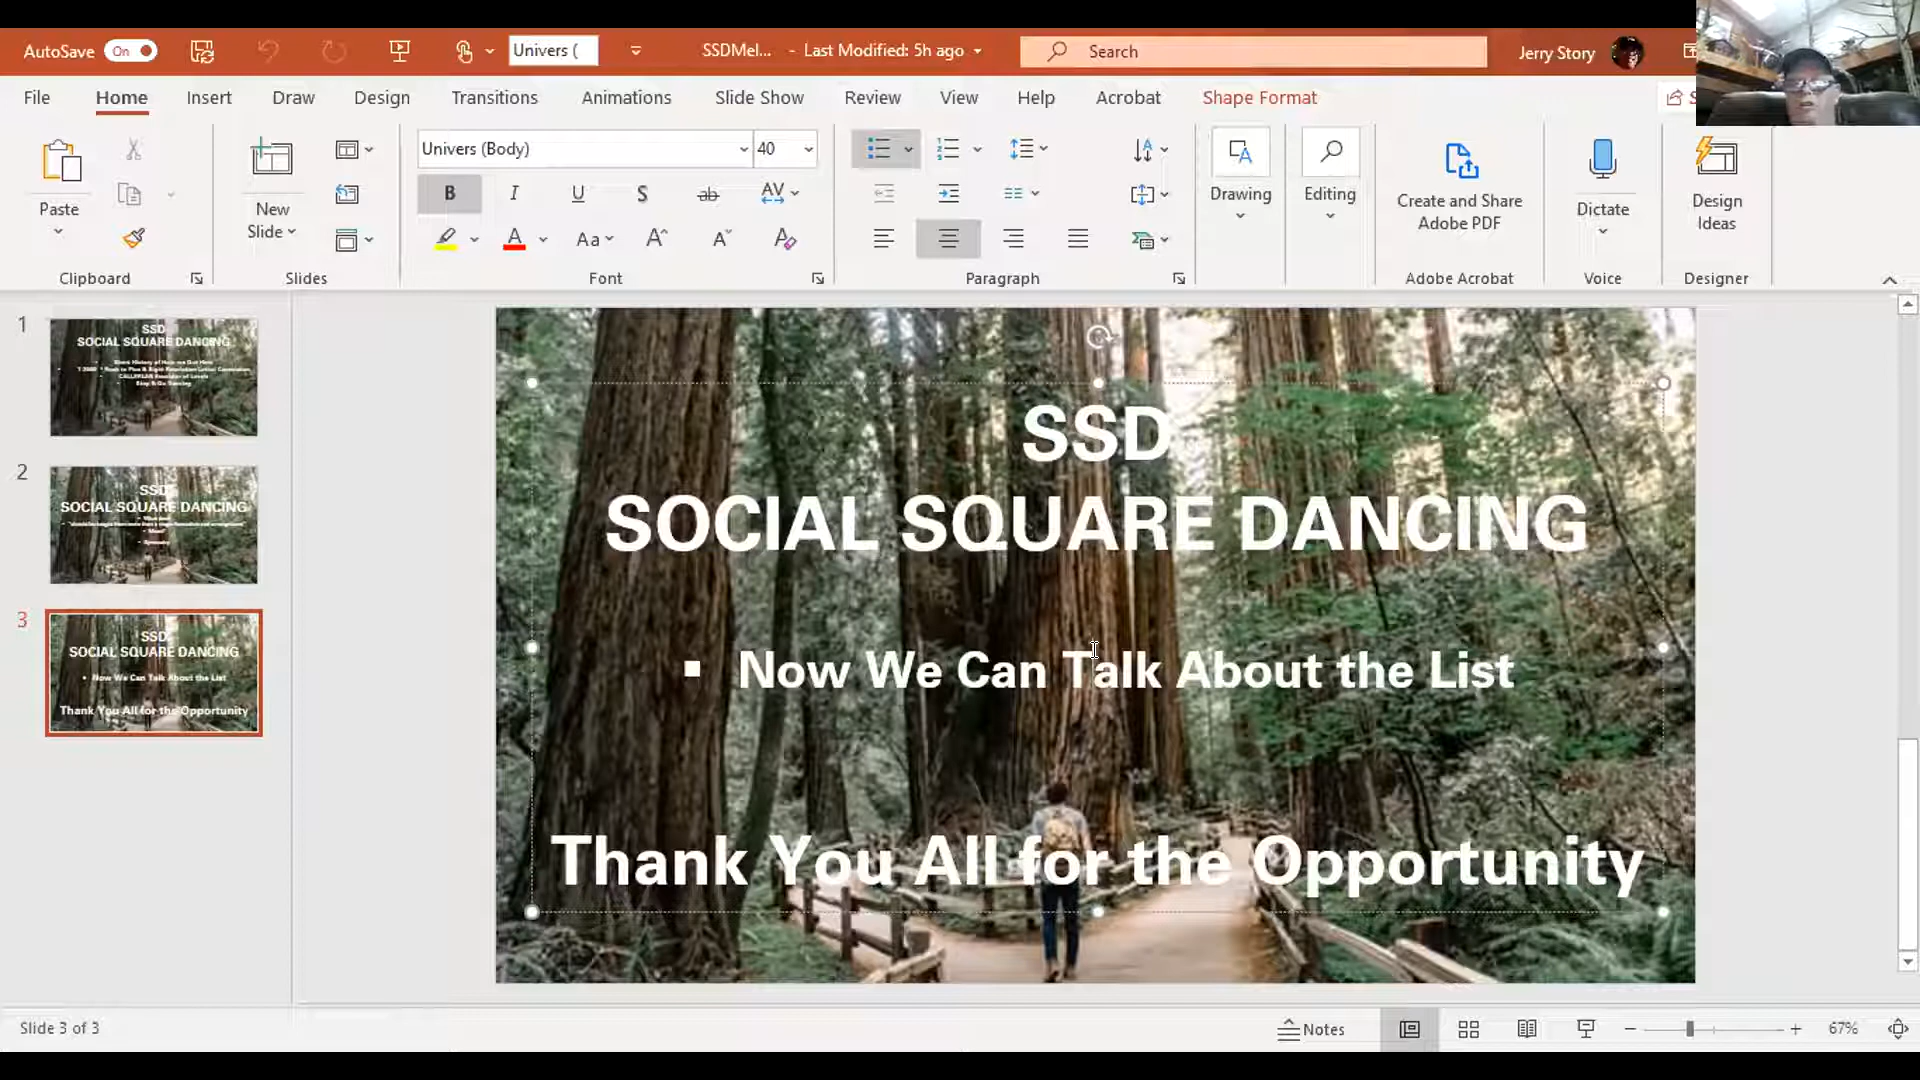 AutoSave On Univers ( SSDMel... - Last Modified: 5h ago Search Jerry Story
File Home Insert Draw Design Transitions Animations Slide Show Review View Help Acrobat Shape Format
Univers (Body) 40
B I U S ab AV
Aa A A A
Paste
New
Slide
Drawing
Editing
Create and Share
Adobe PDF
Dictate
Design
Ideas
Clipboard Slides Font Paragraph Adobe Acrobat Voice Designer
1
SSD
SOCIAL SQUARE DANCING
2
SSD
SOCIAL SQUARE DANCING
3
SSD
SOCIAL SQUARE DANCING
Now We Can Talk About the List
Thank You All for the Opportunity
SSD
SOCIAL SQUARE DANCING
▪ Now We Can Talk About the List
Thank You All for the Opportunity
Slide 3 of 3 Notes 67%